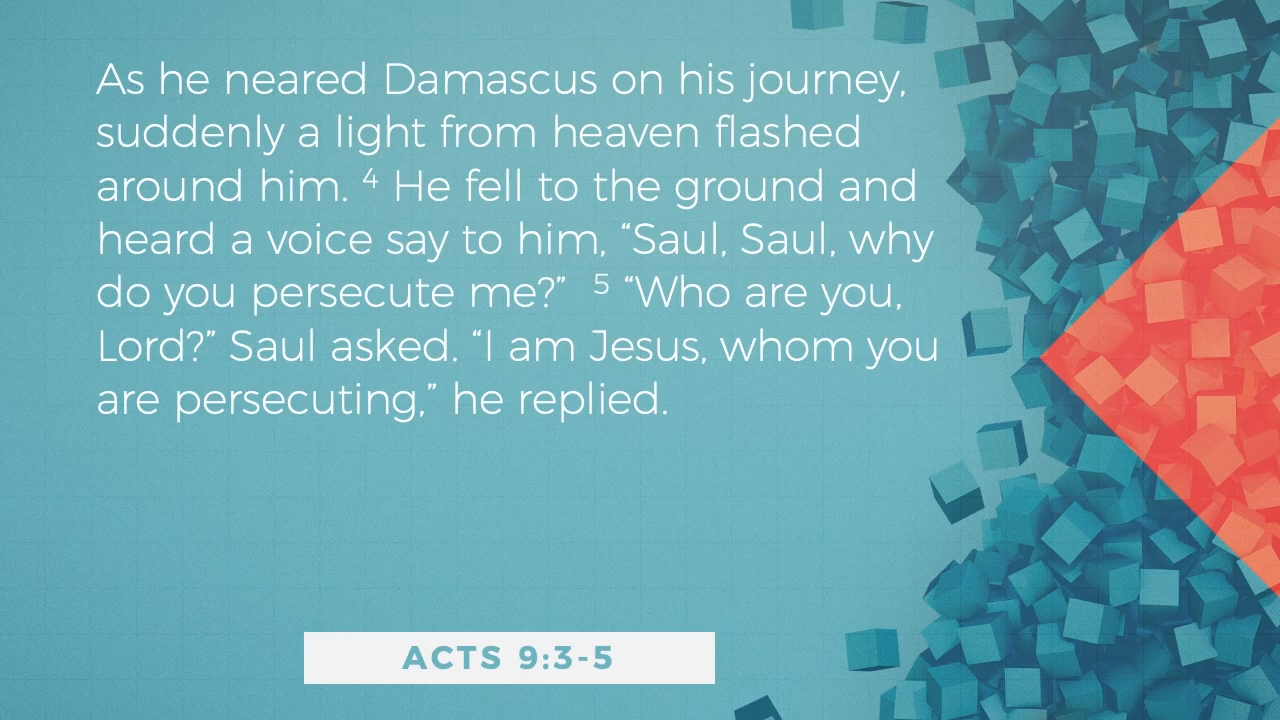 As he neared Damascus on his journey,
suddenly a light from heaven flashed
around him. ⁴ He fell to the ground and
heard a voice say to him, “Saul, Saul, why
do you persecute me?” ⁵ “Who are you,
Lord?” Saul asked. “I am Jesus, whom you
are persecuting,” he replied.
ACTS 9:3-5